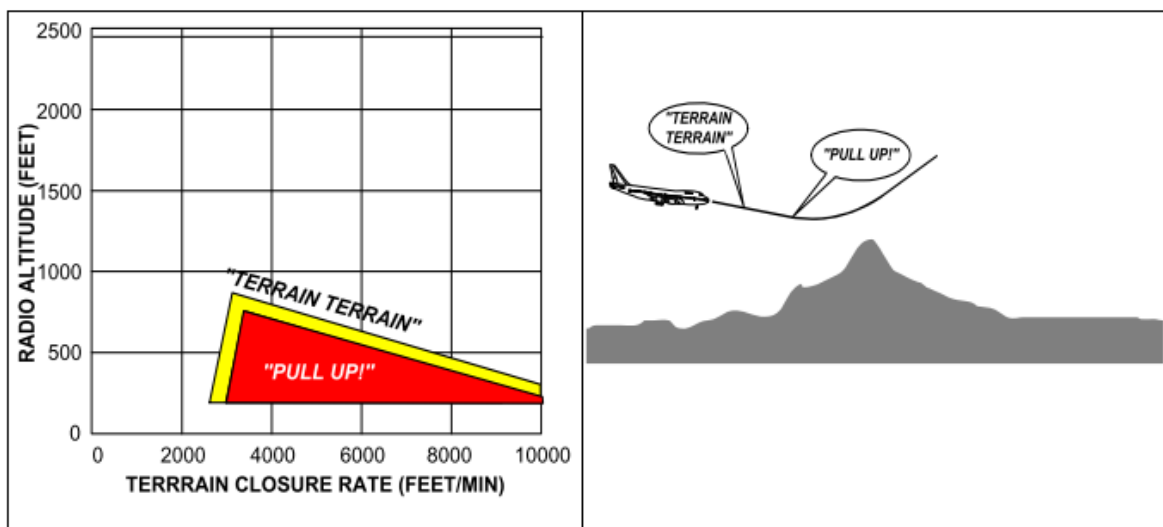 2500
2000
1500
1000
500
0
RADIO ALTITUDE (FEET)
"TERRAIN TERRAIN"
"PULL UP!"
0 2000 4000 6000 8000 10000
TERRRAIN CLOSURE RATE (FEET/MIN)
"TERRAIN
TERRAIN"
"PULL UP!"